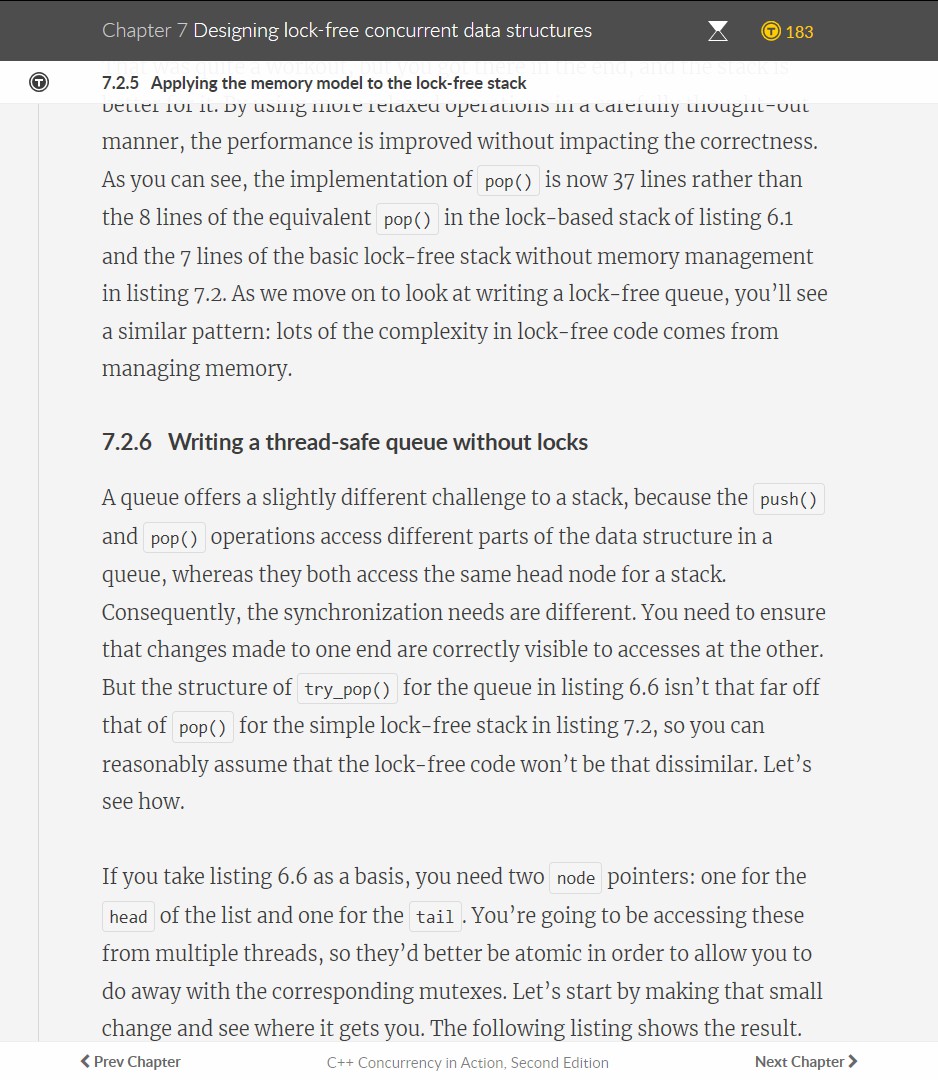 Chapter 7 Designing lock-free concurrent data structures
183
That was quite a workout, but you got there in the end, and the stack is
7.2.5 Applying the memory model to the lock-free stack
better for it. By using more relaxed operations in a carefully thought-out
manner, the performance is improved without impacting the correctness.
As you can see, the implementation of pop() is now 37 lines rather than
the 8 lines of the equivalent pop() in the lock-based stack of listing 6.1
and the 7 lines of the basic lock-free stack without memory management
in listing 7.2. As we move on to look at writing a lock-free queue, you’ll see
a similar pattern: lots of the complexity in lock-free code comes from
managing memory.
7.2.6 Writing a thread-safe queue without locks
A queue offers a slightly different challenge to a stack, because the push()
and pop() operations access different parts of the data structure in a
queue, whereas they both access the same head node for a stack.
Consequently, the synchronization needs are different. You need to ensure
that changes made to one end are correctly visible to accesses at the other.
But the structure of try_pop() for the queue in listing 6.6 isn’t that far off
that of pop() for the simple lock-free stack in listing 7.2, so you can
reasonably assume that the lock-free code won’t be that dissimilar. Let’s
see how.
If you take listing 6.6 as a basis, you need two node pointers: one for the
head of the list and one for the tail. You’re going to be accessing these
from multiple threads, so they’d better be atomic in order to allow you to
do away with the corresponding mutexes. Let’s start by making that small
change and see where it gets you. The following listing shows the result.
Prev Chapter
C++ Concurrency in Action, Second Edition
Next Chapter